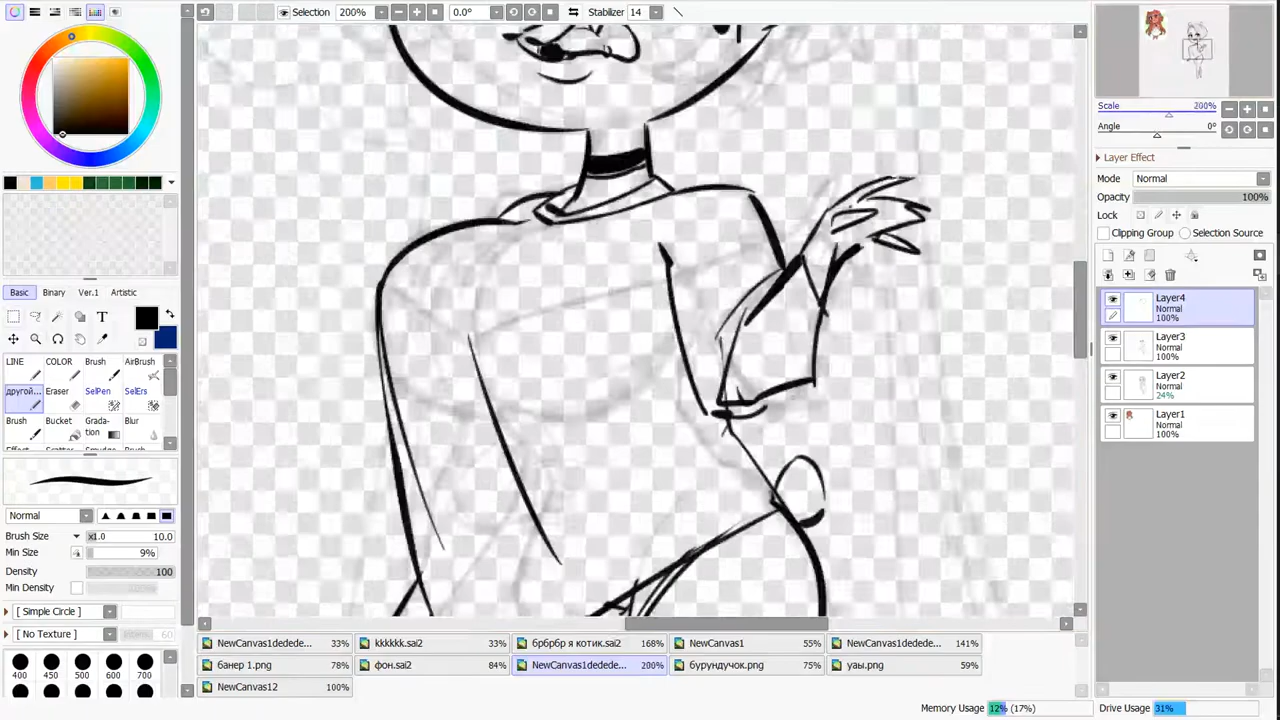 Selection 200% 0.0° Stabilizer 14
Scale 200%
Angle 0°
Layer Effect
Mode Normal
Opacity 100%
Lock
Clipping Group Selection Source
Layer4
Normal
100%
Layer3
Normal
100%
Layer2
Normal
24%
Layer1
Normal
100%
Basic Binary Ver.1 Artistic
T
LINE COLOR Brush AirBrush
другой... Eraser SelPen SelErs
Brush Bucket Grada-
tion Blur
Normal
Brush Size x1.0 10.0
Min Size 9%
Density 100
Min Density
[ Simple Circle ]
[ No Texture ] 60
400 450 500 600 700
NewCanvas1dedede... 33% kkkkkk.sai2 33% брбрбр я котик.sai2 168% NewCanvas1 55% NewCanvas1dedede... 141%
банер 1.png 78% фон.sai2 84% NewCanvas1dedede... 200% бурундучок.png 75% уаы.png 59%
NewCanvas12 100%
Memory Usage 12% (17%) Drive Usage 31%